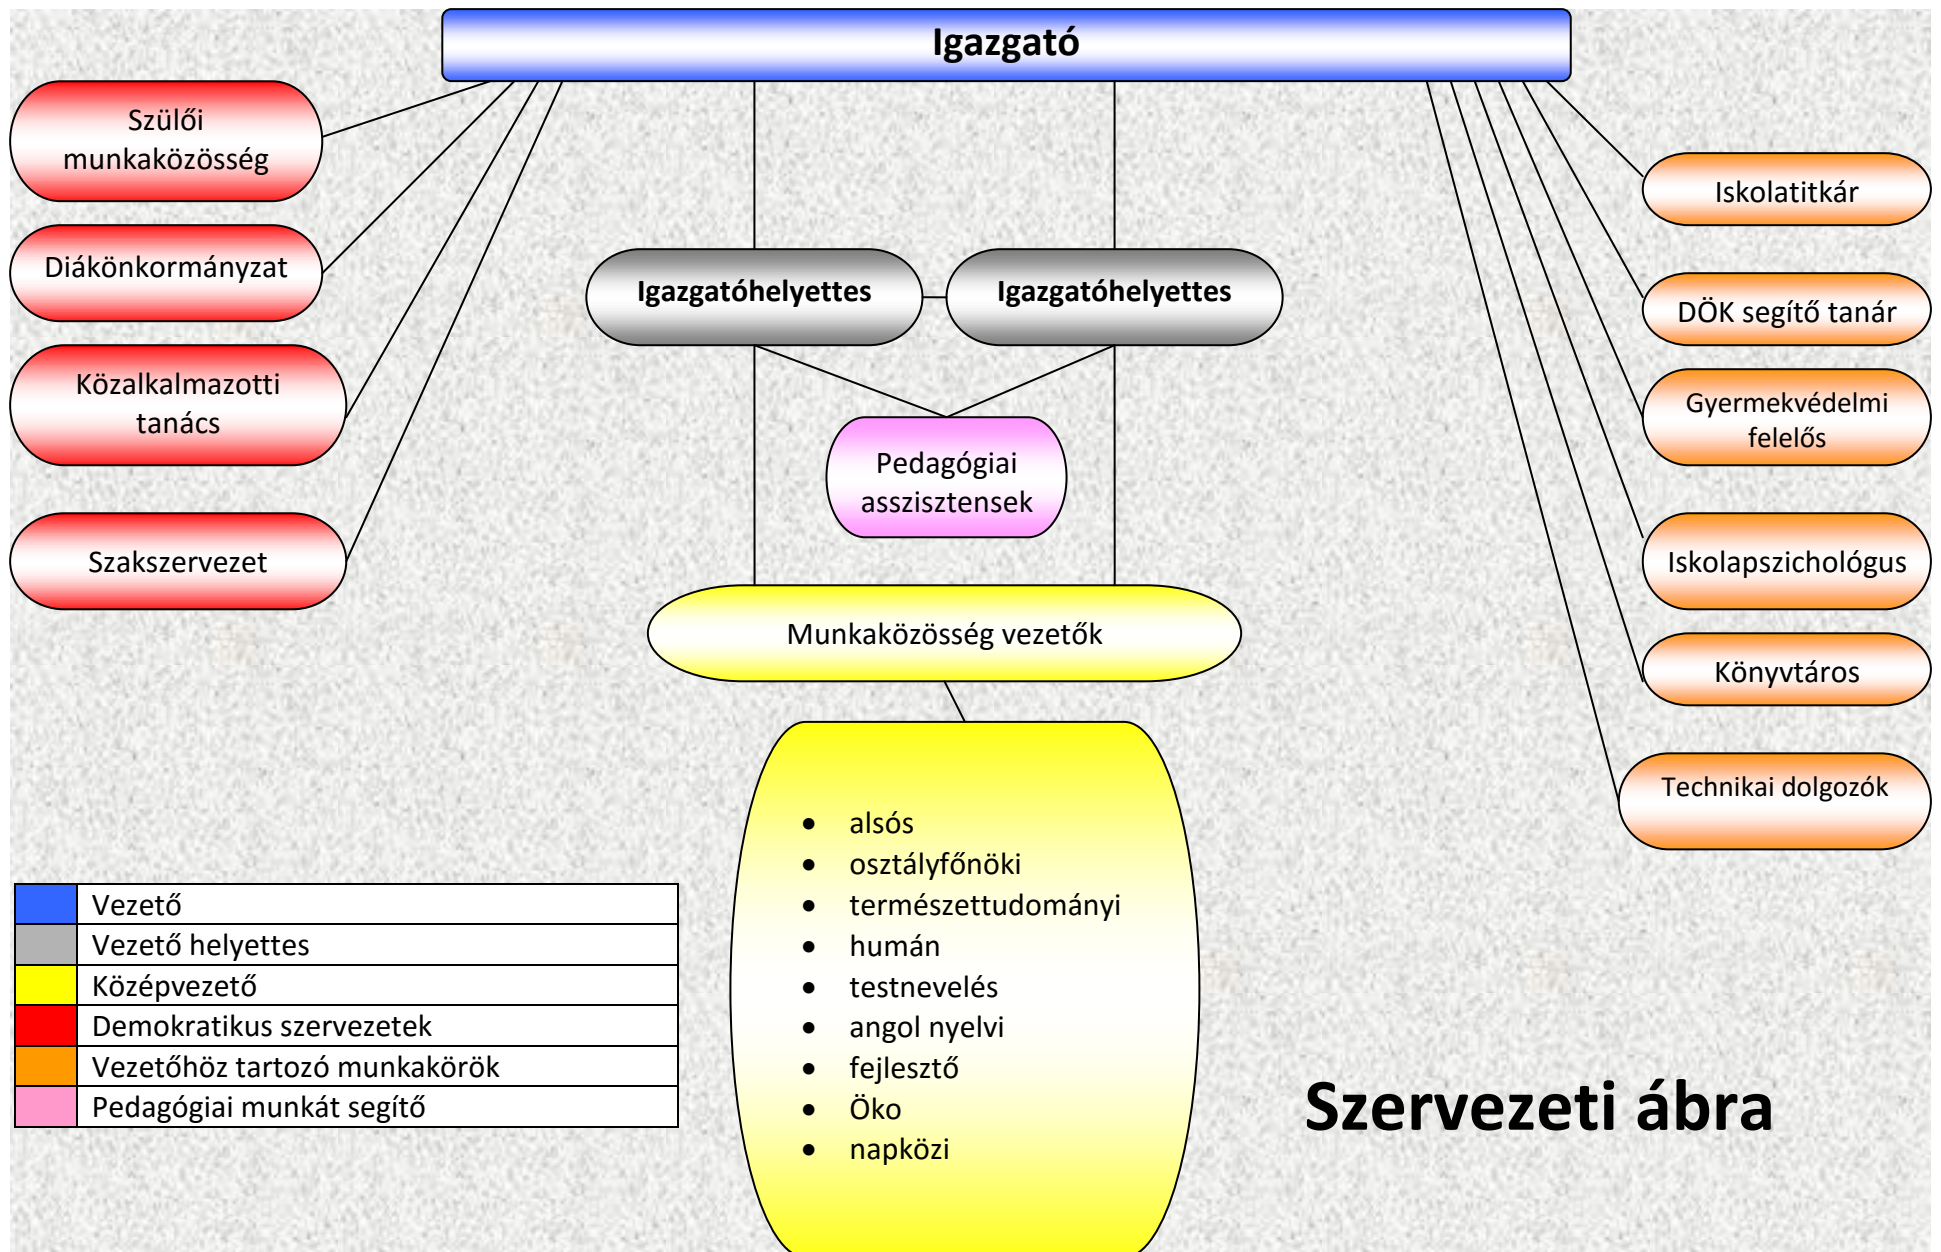 Igazgató
Szülői
munkaközösség
Diákönkormányzat
Közalkalmazotti
tanács
Szakszervezet
Igazgatóhelyettes
Igazgatóhelyettes
Pedagógiai
asszisztensek
Munkaközösség vezetők
• alsós
• osztályfőnöki
• természettudományi
• humán
• testnevelés
• angol nyelvi
• fejlesztő
• Öko
• napközi
Iskolatitkár
DÖK segítő tanár
Gyermekvédelmi
felelős
Iskolapszichológus
Könyvtáros
Technikai dolgozók
Vezető
Vezető helyettes
Középvezető
Demokratikus szervezetek
Vezetőhöz tartozó munkakörök
Pedagógiai munkát segítő
Szervezeti ábra